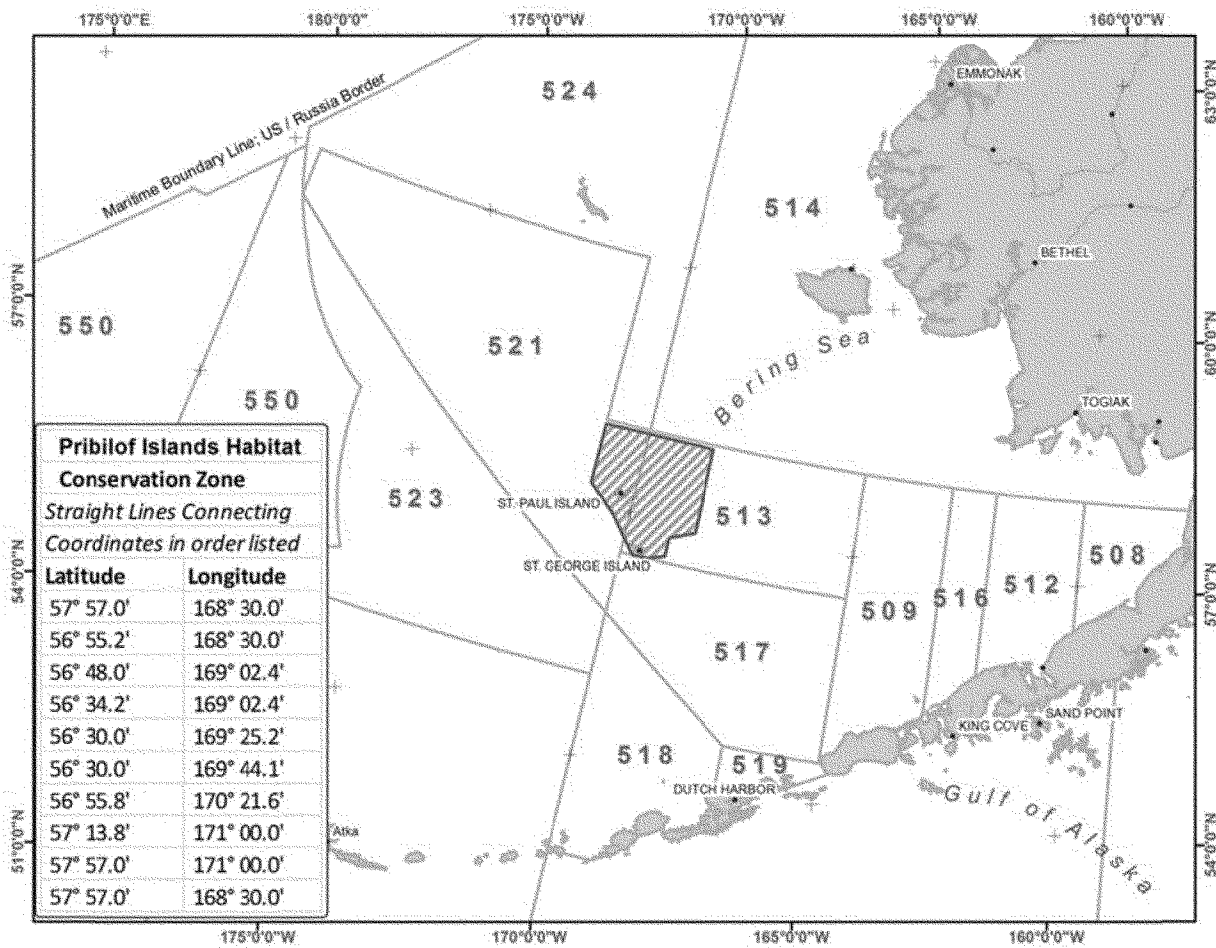 175°0'0"E 180°0'0" 175°0'0"W 170°0'0"W 165°0'0"W 160°0'0"W
63°0'0"N
60°0'0"N
57°0'0"N
54°0'0"N
57°0'0"N
54°0'0"N
51°0'0"N
175°0'0"W 170°0'0"W 165°0'0"W 160°0'0"W
Maritime Boundary Line; US / Russia Border
524
EMMONAK
514
BETHEL
550
521
Bering Sea
550
TOGIAK
523
ST. PAUL ISLAND
513
ST. GEORGE ISLAND
508
509
516
512
517
SAND POINT
KING COVE
518
519
DUTCH HARBOR
Gulf of Alaska
Atka
Pribilof Islands Habitat
Conservation Zone
Straight Lines Connecting
Coordinates in order listed
Latitude Longitude
57° 57.0' 168° 30.0'
56° 55.2' 168° 30.0'
56° 48.0' 169° 02.4'
56° 34.2' 169° 02.4'
56° 30.0' 169° 25.2'
56° 30.0' 169° 44.1'
56° 55.8' 170° 21.6'
57° 13.8' 171° 00.0'
57° 57.0' 171° 00.0'
57° 57.0' 168° 30.0'